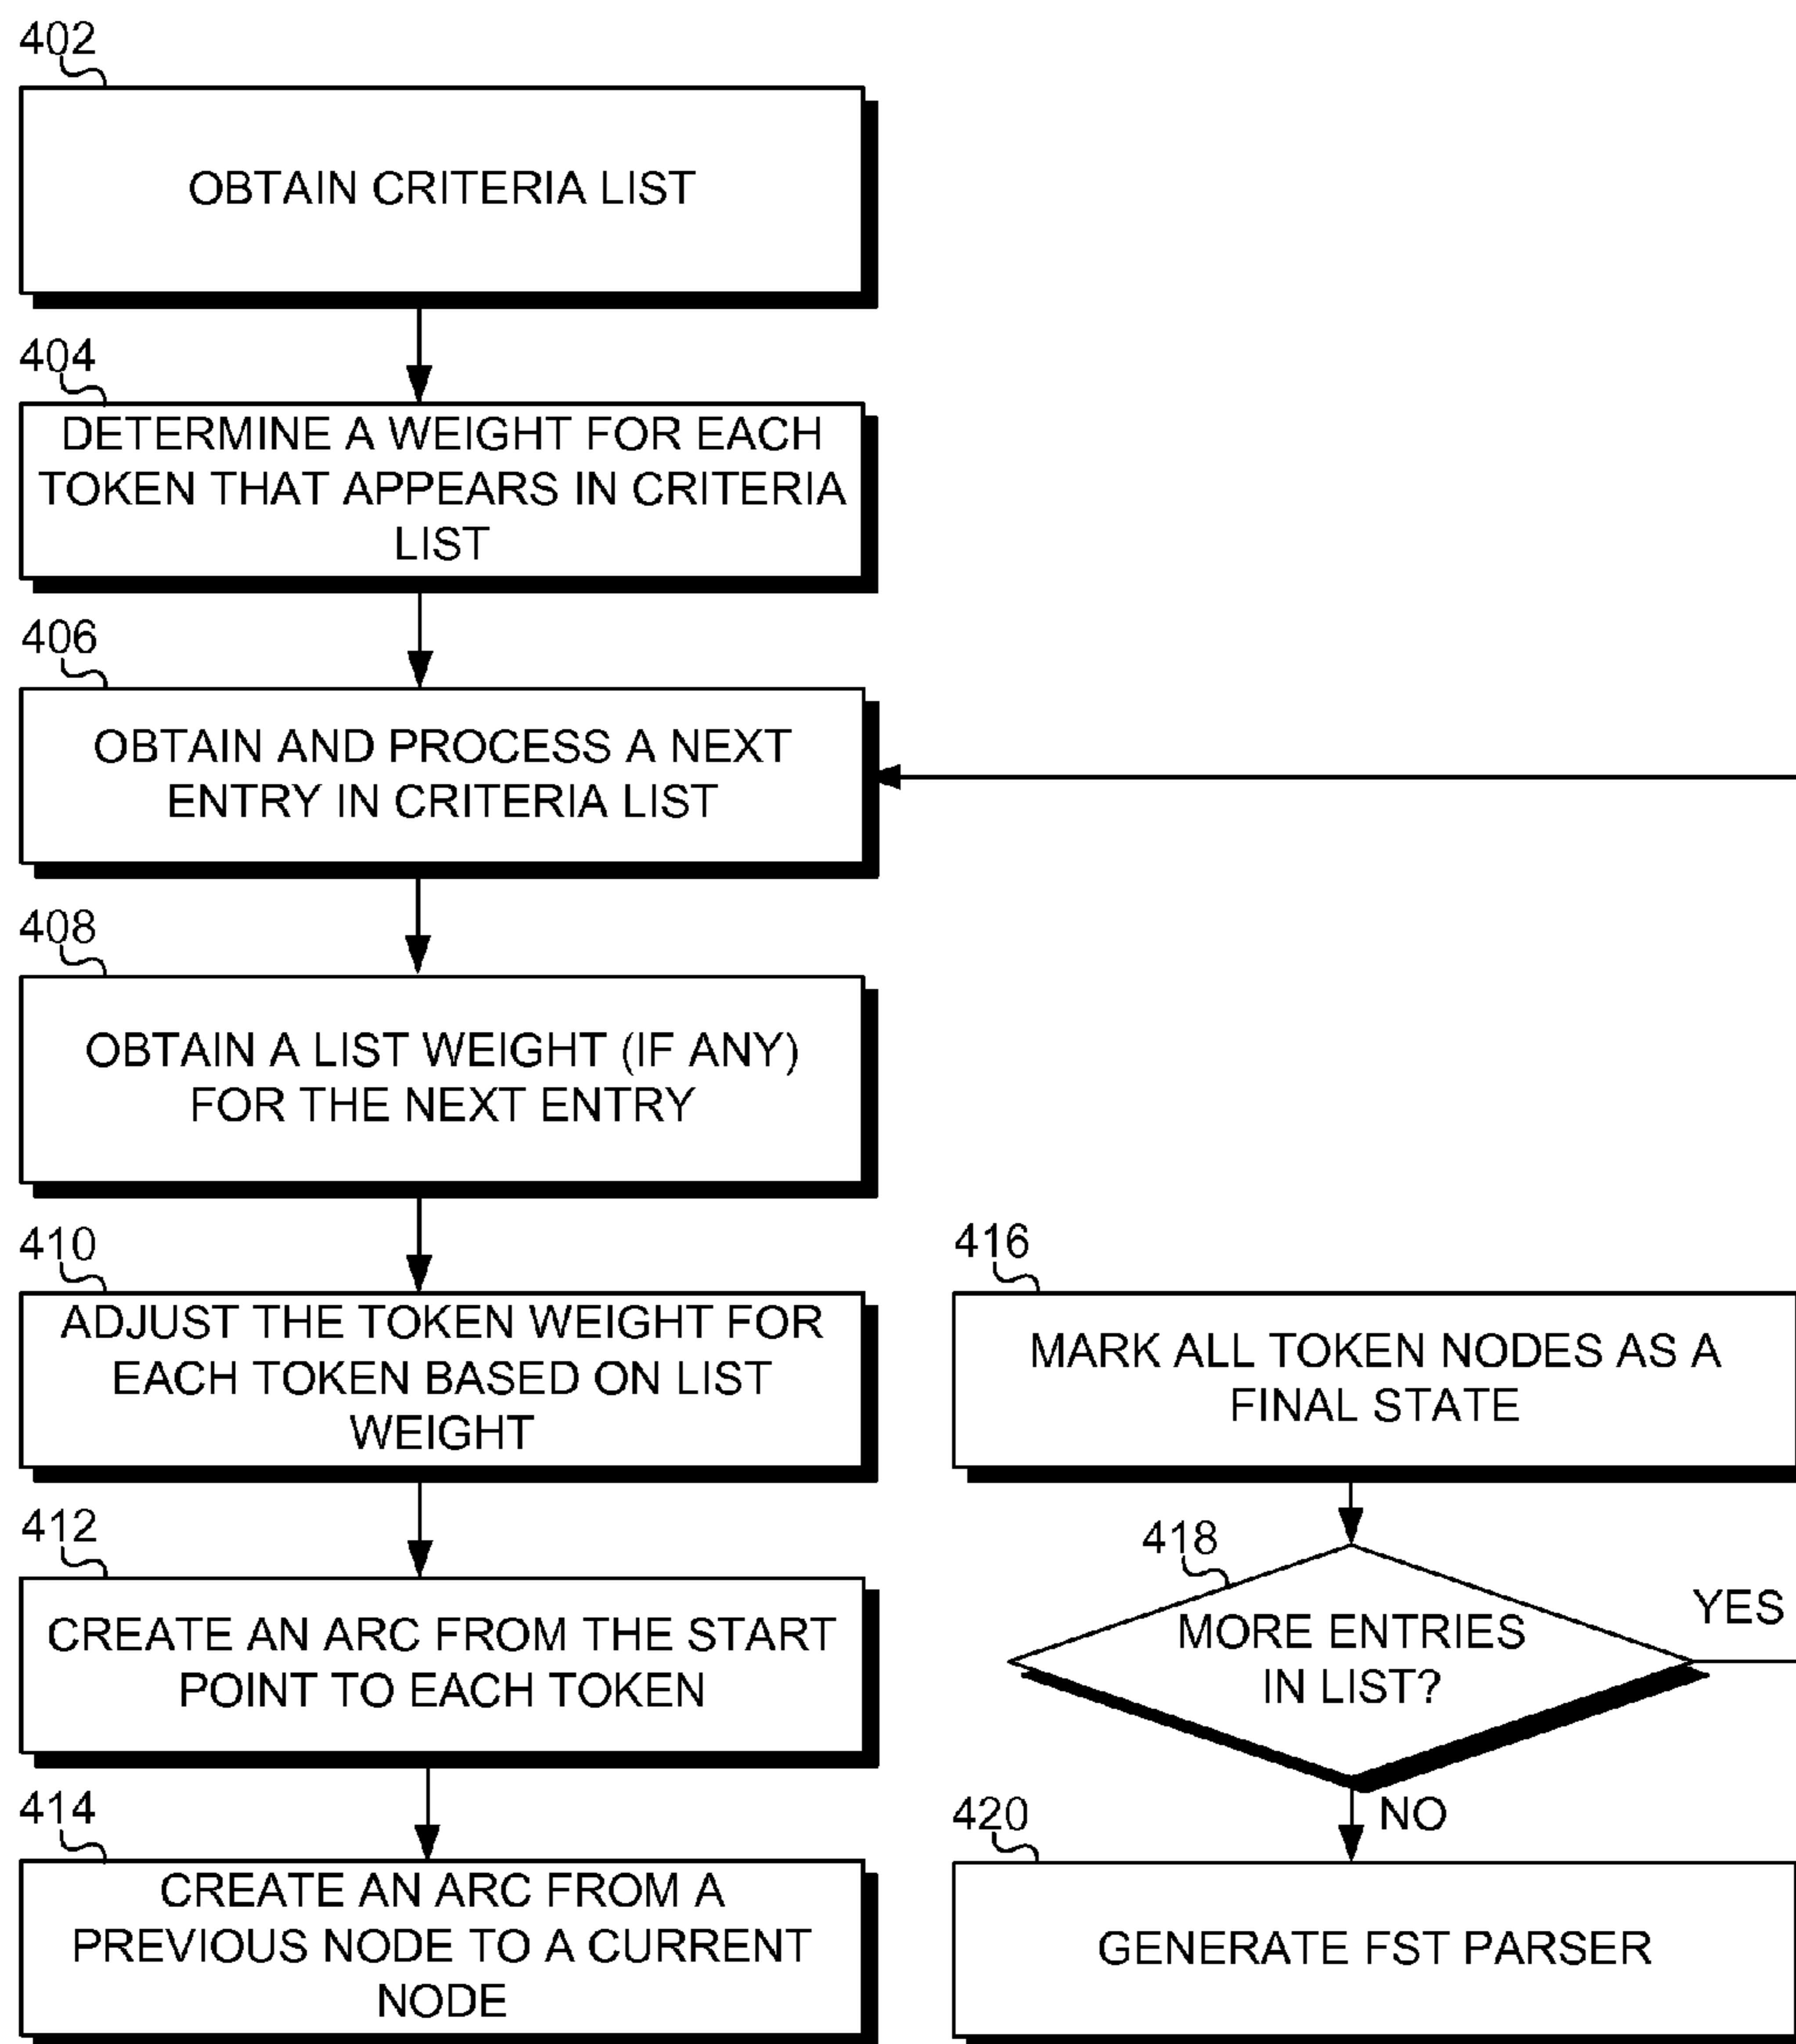 402
OBTAIN CRITERIA LIST
404
DETERMINE A WEIGHT FOR EACH
TOKEN THAT APPEARS IN CRITERIA
LIST
406
OBTAIN AND PROCESS A NEXT
ENTRY IN CRITERIA LIST
408
OBTAIN A LIST WEIGHT (IF ANY)
FOR THE NEXT ENTRY
410
ADJUST THE TOKEN WEIGHT FOR
EACH TOKEN BASED ON LIST
WEIGHT
412
CREATE AN ARC FROM THE START
POINT TO EACH TOKEN
414
CREATE AN ARC FROM A
PREVIOUS NODE TO A CURRENT
NODE
416
MARK ALL TOKEN NODES AS A
FINAL STATE
418
MORE ENTRIES
IN LIST?
YES
NO
420
GENERATE FST PARSER